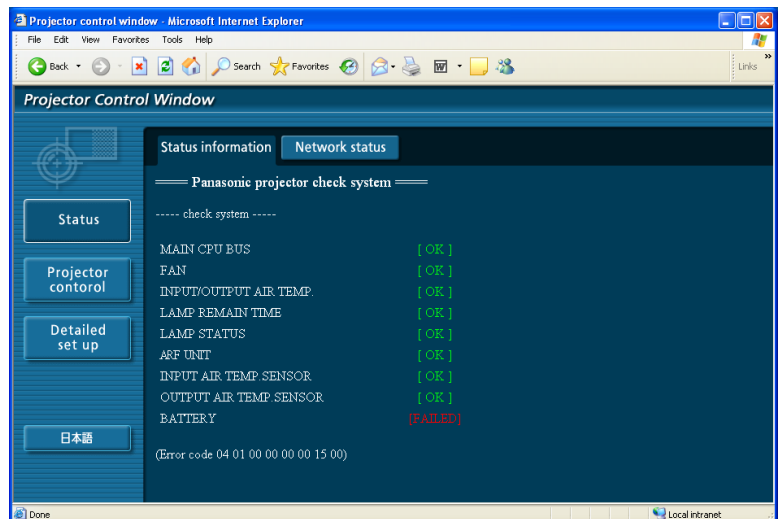 Projector control window - Microsoft Internet Explorer
File Edit View Favorites Tools Help
Back Search Favorites Links
Projector Control Window
Status information Network status
═══ Panasonic projector check system ═══
Status
----- check system -----
MAIN CPU BUS [ OK ]
Projector contorol
FAN [ OK ]
INPUT/OUTPUT AIR TEMP. [ OK ]
LAMP REMAIN TIME [ OK ]
Detailed set up
LAMP STATUS [ OK ]
ARF UNIT [ OK ]
INPUT AIR TEMP.SENSOR [ OK ]
OUTPUT AIR TEMP.SENSOR [ OK ]
BATTERY [FAILED]
日本語
(Error code 04 01 00 00 00 00 15 00)
Done Local intranet